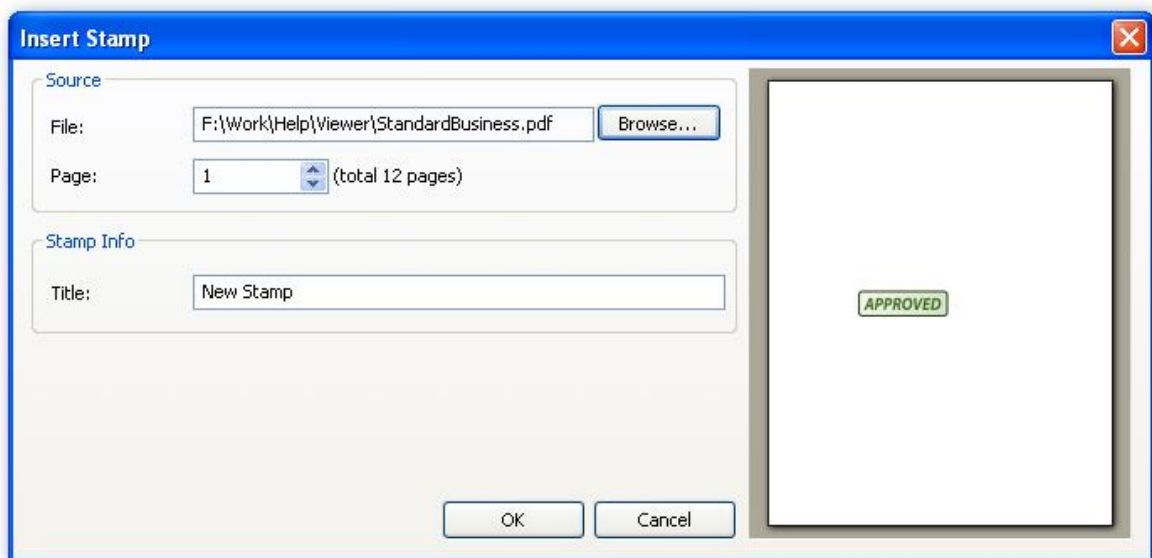 Insert Stamp
Source
File: F:\Work\Help\Viewer\StandardBusiness.pdf Browse...
Page: 1 (total 12 pages)
Stamp Info
Title: New Stamp
APPROVED
OK Cancel